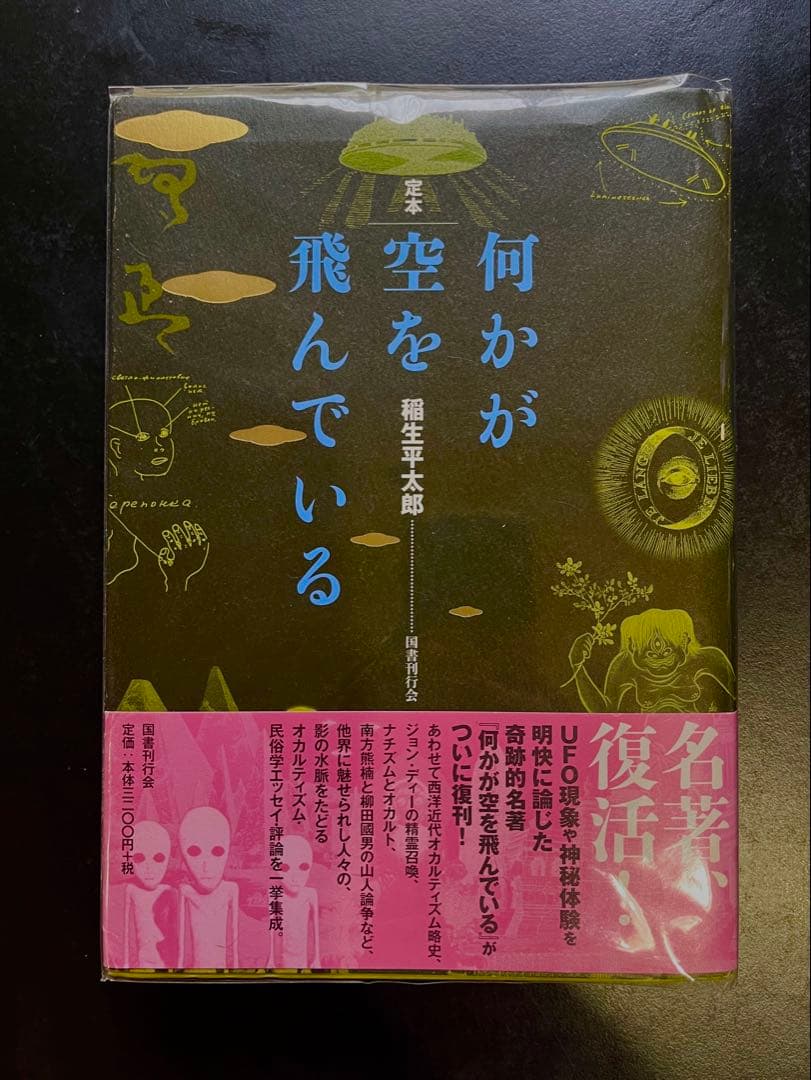 定本
何かが
空を
飛んでいる
稲生平太郎
国書刊行会
JE LANG
JE LIEBE
Luminescence
名著、
復活!
UFO現象や神秘体験を
明快に論じた
奇跡的名著
『何かが空を飛んでいる』が
ついに復刊!
あわせて西洋近代オカルティズム略史、
ジョン・ディーの精霊召喚、
ナチズムとオカルト、
南方熊楠と柳田國男の山人論争など、
他界に魅せられし人々の、
影の水脈をたどる
オカルティズム・
民俗学エッセイ・評論を一挙集成。
国書刊行会
定価:本体三二〇〇円+税